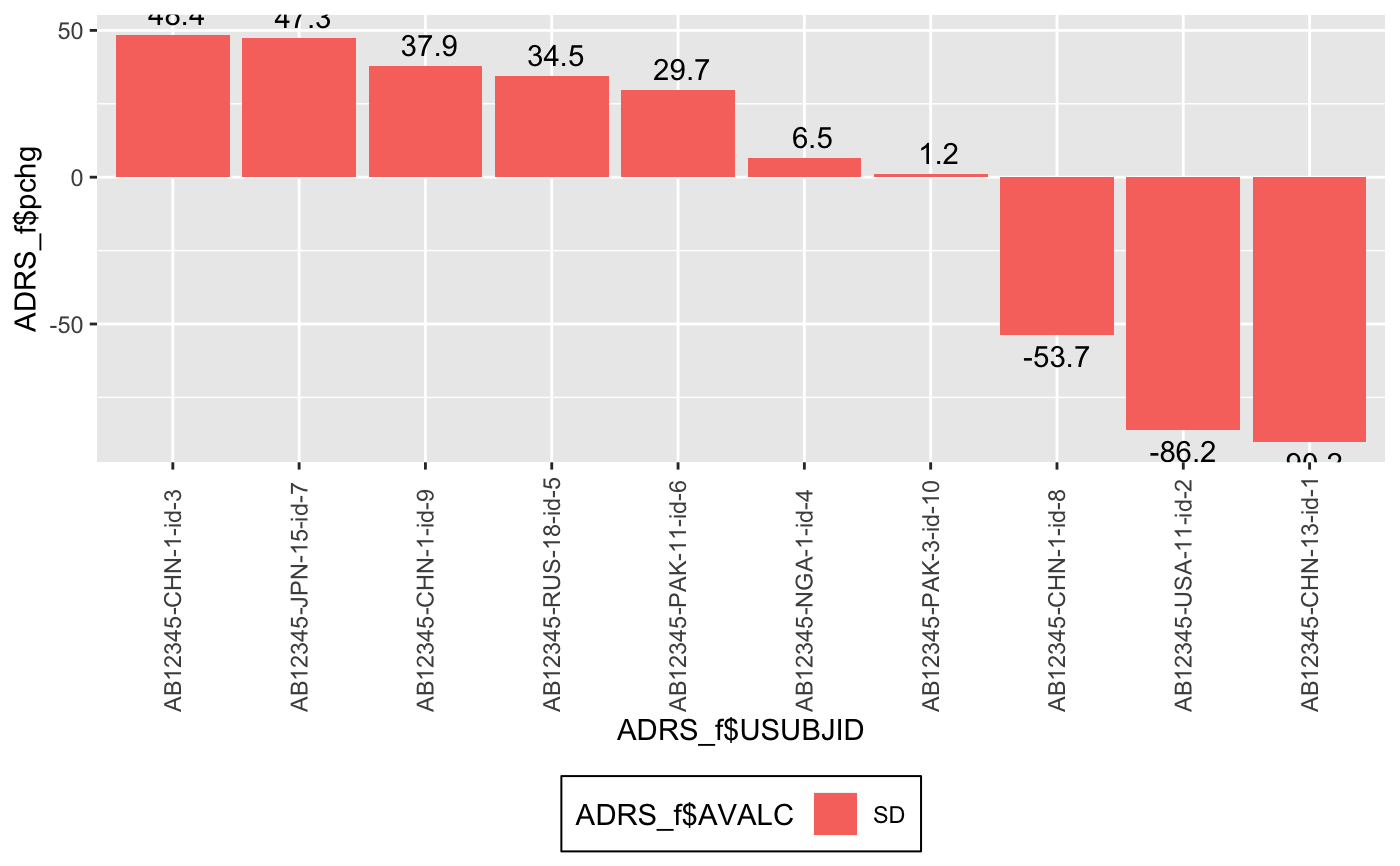 48.4
47.3
37.9
34.5
29.7
6.5
1.2
-53.7
-86.2
50
0
-50
ADRS_f$pchg
AB12345-CHN-1-id-3
AB12345-JPN-15-id-7
AB12345-CHN-1-id-9
AB12345-RUS-18-id-5
AB12345-PAK-11-id-6
AB12345-NGA-1-id-4
AB12345-PAK-3-id-10
AB12345-CHN-1-id-8
AB12345-USA-11-id-2
AB12345-CHN-13-id-1
ADRS_f$USUBJID
ADRS_f$AVALC SD